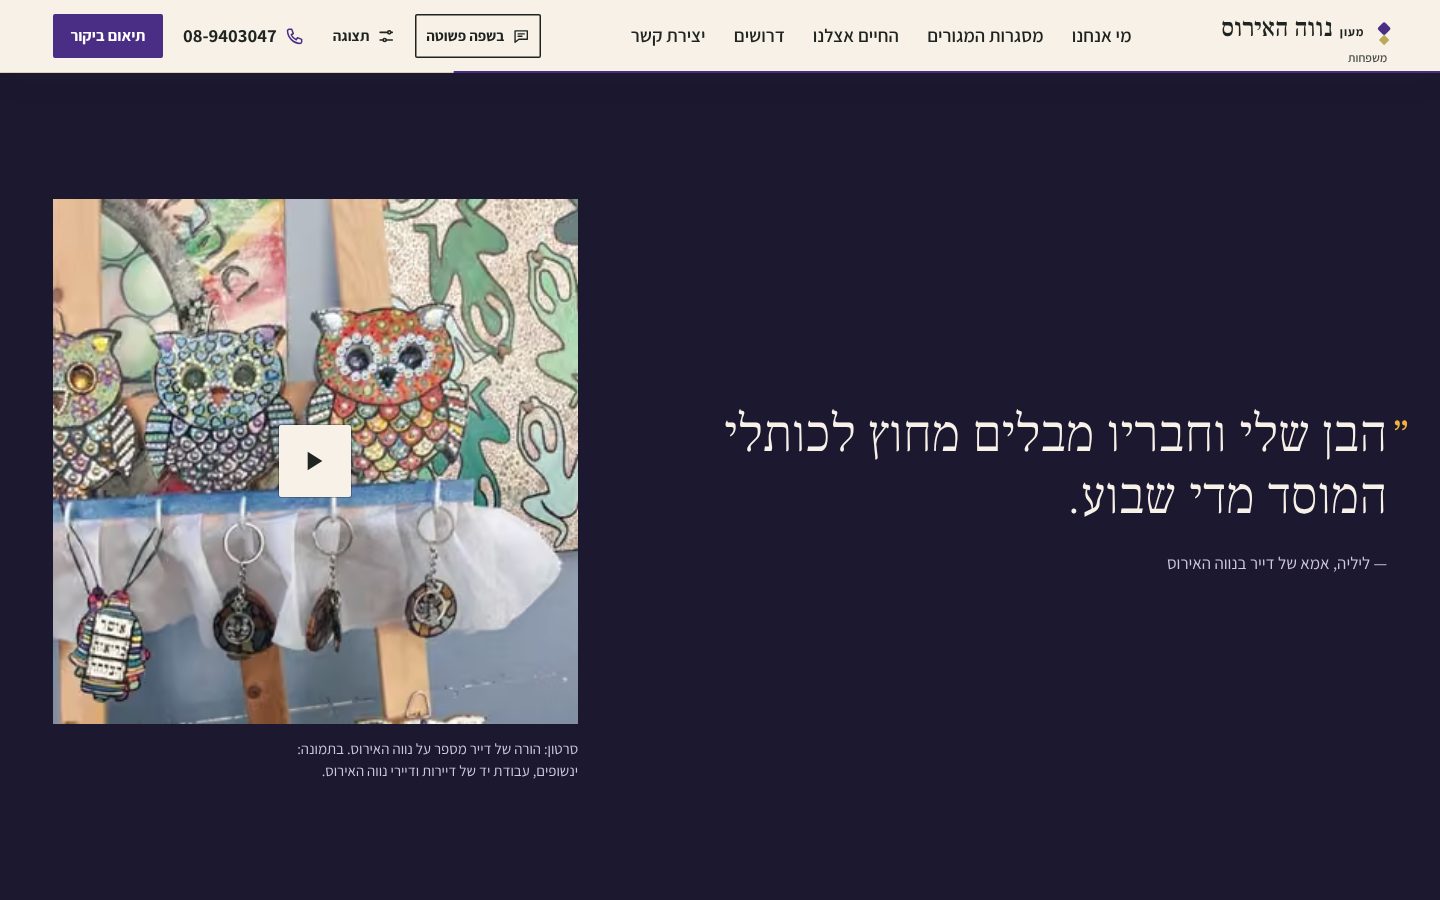 מעון נווה האירוס
משפחות
מי אנחנו
מסגרות המגורים
החיים אצלנו
דרושים
יצירת קשר
בשפה פשוטה
תצוגה
08-9403047
תיאום ביקור
”הבן שלי וחבריו מבלים מחוץ לכותלי
המוסד מדי שבוע.
— ליליה, אמא של דייר בנווה האירוס
סרטון: הורה של דייר מספר על נווה האירוס. בתמונה:
ינשופים, עבודת יד של דיירות ודיירי נווה האירוס.
אושר
בריאות